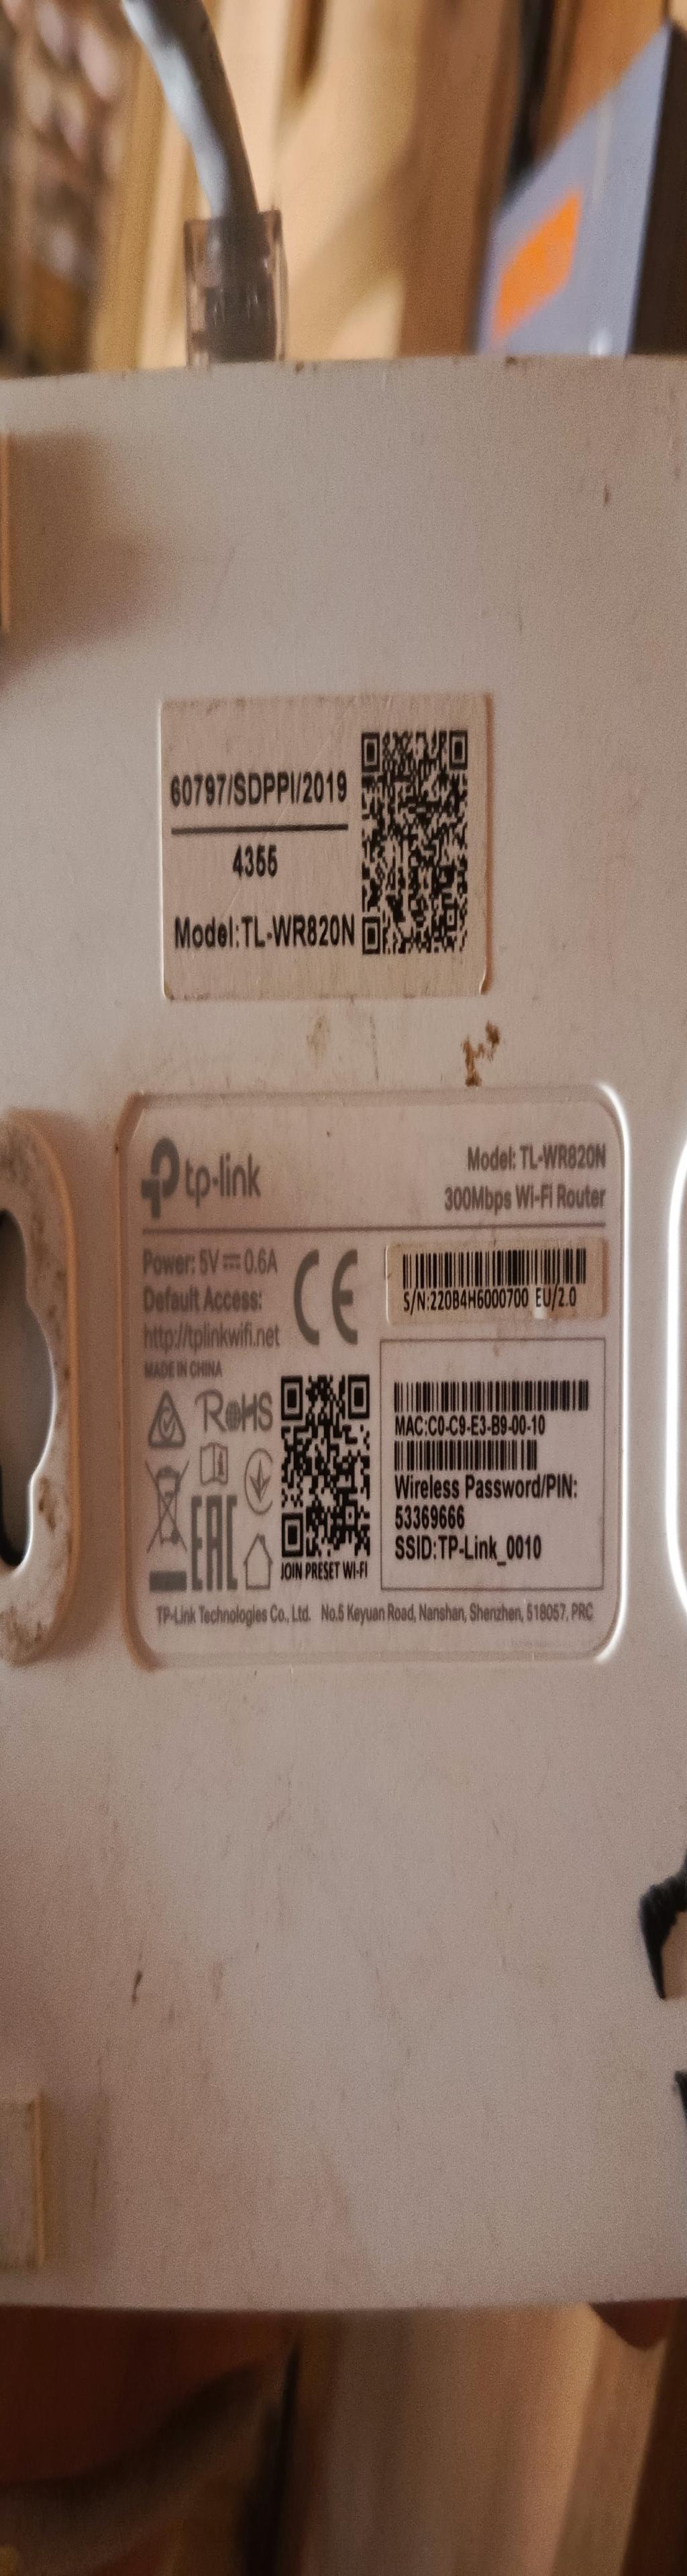 60797/SDPPI/2019
4355
Model:TL-WR820N
tp-link
Model: TL-WR820N
300Mbps Wi-Fi Router
Power: 5V⎓0.6A
Default Access:
http://tplinkwifi.net
MADE IN CHINA
CE
S/N:220B4H6000700 EU/2.0
RoHS
EAC
JOIN PRESET WI-FI
MAC:C0-C9-E3-B9-00-10
Wireless Password/PIN:
53369666
SSID:TP-Link_0010
TP-Link Technologies Co., Ltd. No.5 Keyuan Road, Nanshan, Shenzhen, 518057, PRC